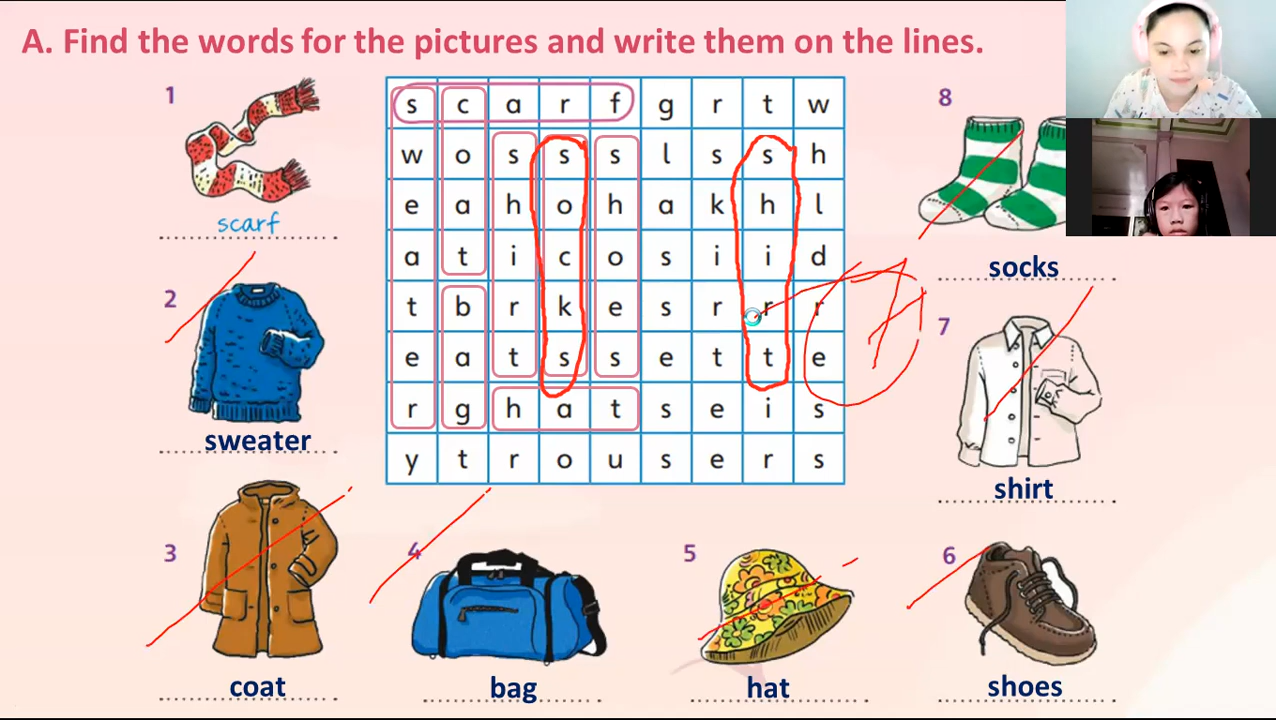 A. Find the words for the pictures and write them on the lines.
1
scarf
2
sweater
3
coat
4
bag
5
hat
6
shoes
7
shirt
8
socks
s c a r f g r t w
w o s s s l s s h
e a h o h a k h l
a t i c o s i i d
t b r k e s r r r
e a t s s e t t e
r g h a t s e i s
y t r o u s e r s